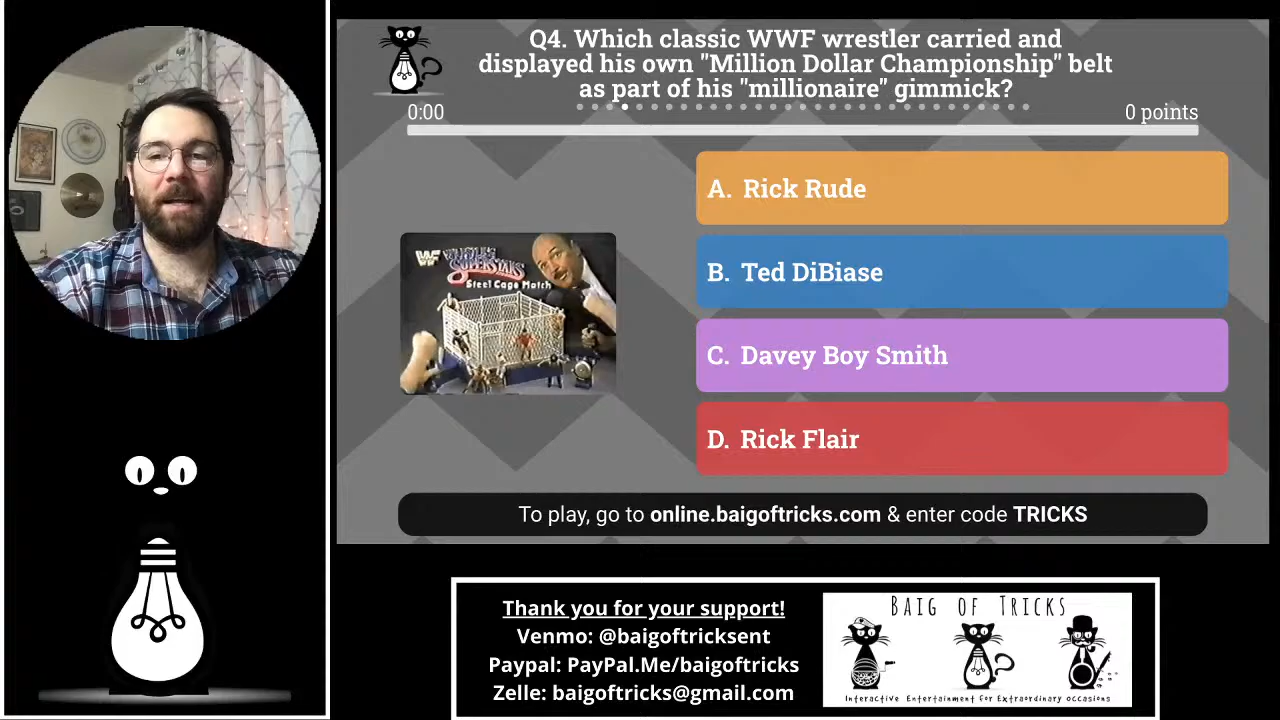 Q4. Which classic WWF wrestler carried and
displayed his own "Million Dollar Championship" belt
as part of his "millionaire" gimmick?
0:00
0 points
A. Rick Rude
B. Ted DiBiase
C. Davey Boy Smith
D. Rick Flair
WF
SUPERSTARS
Steel Cage Match
To play, go to online.baigoftricks.com & enter code TRICKS
Thank you for your support!
Venmo: @baigoftricksent
Paypal: PayPal.Me/baigoftricks
Zelle: baigoftricks@gmail.com
BAIG OF TRICKS
Interactive Entertainment for Extraordinary occasions